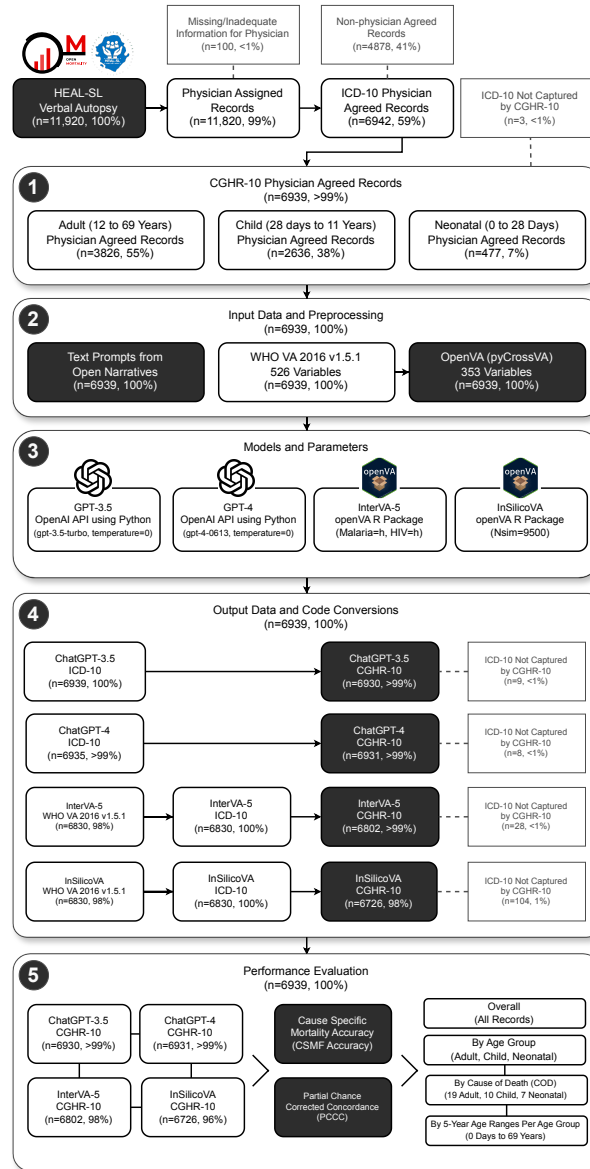 Missing/Inadequate
Information for Physician
(n=100, <1%)
Non-physician Agreed
Records
(n=4878, 41%)
M
OPEN
MORTALITY
HEAL-SL
Verbal Autopsy
(n=11,920, 100%)
Physician Assigned
Records
(n=11,820, 99%)
ICD-10 Physician
Agreed Records
(n=6942, 59%)
ICD-10 Not Captured
by CGHR-10
(n=3, <1%)
1
CGHR-10 Physician Agreed Records
(n=6939, >99%)
Adult (12 to 69 Years)
Physician Agreed Records
(n=3826, 55%)
Child (28 days to 11 Years)
Physician Agreed Records
(n=2636, 38%)
Neonatal (0 to 28 Days)
Physician Agreed Records
(n=477, 7%)
2
Input Data and Preprocessing
(n=6939, 100%)
Text Prompts from
Open Narratives
(n=6939, 100%)
WHO VA 2016 v1.5.1
526 Variables
(n=6939, 100%)
OpenVA (pyCrossVA)
353 Variables
(n=6939, 100%)
3
Models and Parameters
GPT-3.5
OpenAI API using Python
(gpt-3.5-turbo, temperature=0)
GPT-4
OpenAI API using Python
(gpt-4-0613, temperature=0)
openVA
InterVA-5
openVA R Package
(Malaria=h, HIV=h)
openVA
InSilicoVA
openVA R Package
(Nsim=9500)
4
Output Data and Code Conversions
(n=6939, 100%)
ChatGPT-3.5
ICD-10
(n=6939, 100%)
ChatGPT-3.5
CGHR-10
(n=6930, >99%)
ICD-10 Not Captured
by CGHR-10
(n=9, <1%)
ChatGPT-4
ICD-10
(n=6935, >99%)
ChatGPT-4
CGHR-10
(n=6931, >99%)
ICD-10 Not Captured
by CGHR-10
(n=8, <1%)
InterVA-5
WHO VA 2016 v1.5.1
(n=6830, 98%)
InterVA-5
ICD-10
(n=6830, 100%)
InterVA-5
CGHR-10
(n=6802, >99%)
ICD-10 Not Captured
by CGHR-10
(n=28, <1%)
InSilicoVA
WHO VA 2016 v1.5.1
(n=6830, 98%)
InSilicoVA
ICD-10
(n=6830, 100%)
InSilicoVA
CGHR-10
(n=6726, 98%)
ICD-10 Not Captured
by CGHR-10
(n=104, 1%)
5
Performance Evaluation
(n=6939, 100%)
ChatGPT-3.5
CGHR-10
(n=6930, >99%)
ChatGPT-4
CGHR-10
(n=6931, >99%)
InterVA-5
CGHR-10
(n=6802, 98%)
InSilicoVA
CGHR-10
(n=6726, 96%)
Cause Specific
Mortality Accuracy
(CSMF Accuracy)
Partial Chance
Corrected Concordance
(PCCC)
Overall
(All Records)
By Age Group
(Adult, Child, Neonatal)
By Cause of Death (COD)
(19 Adult, 10 Child, 7 Neonatal)
By 5-Year Age Ranges Per Age Group
(0 Days to 69 Years)